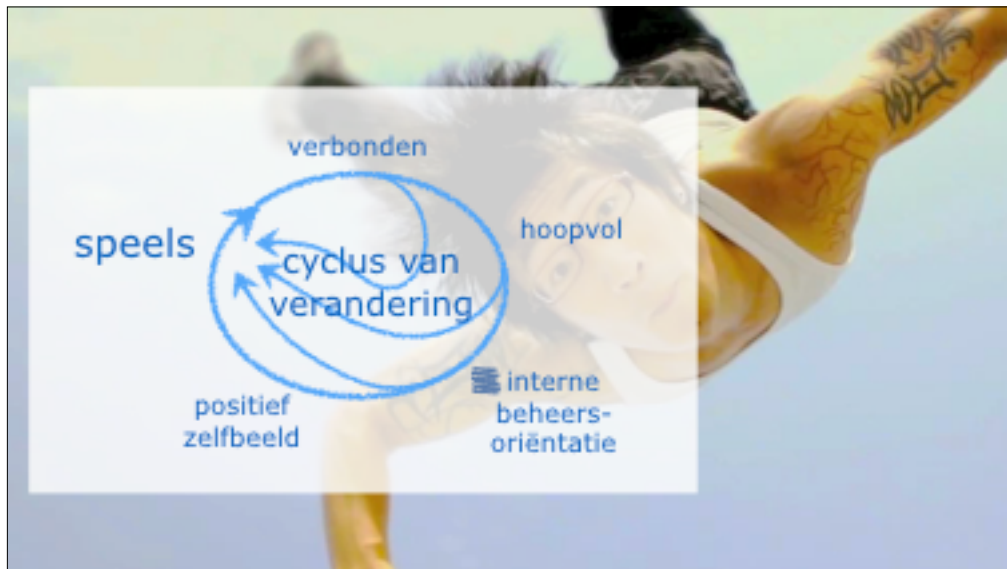 verbonden
hoopvol
speels
cyclus van
verandering
interne
beheers-
oriëntatie
positief
zelfbeeld